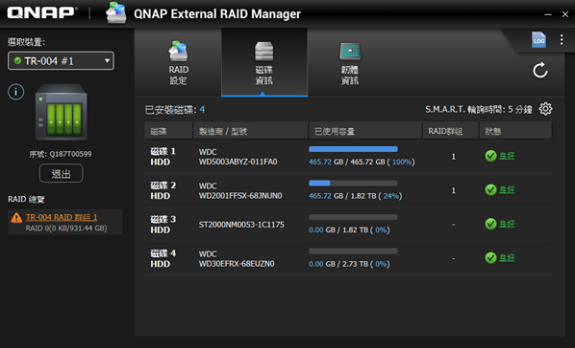 QNAP QNAP External RAID Manager
選取裝置:
TR-004 #1
LOG
RAID
設定
磁碟
資訊
韌體
資訊
已安裝磁碟: 4
S.M.A.R.T. 輪詢時間: 5 分鐘
序號: Q187T00599
退出
RAID 總覽
TR-004 RAID 群組 1
RAID 0(0 KB/931.44 GB)
磁碟 製造商 / 型號 已使用容量 RAID群組 狀態
磁碟 1
HDD
WDC
WD5003ABYZ-011FA0
465.72 GB / 465.72 GB ( 100%)
1
良好
磁碟 2
HDD
WDC
WD2001FFSX-68JNUN0
465.72 GB / 1.82 TB ( 24%)
1
良好
磁碟 3
HDD
ST2000NM0053-1C1175
0.00 GB / 1.82 TB ( 0%)
-
良好
磁碟 4
HDD
WDC
WD30EFRX-68EUZN0
0.00 GB / 2.73 TB ( 0%)
-
良好